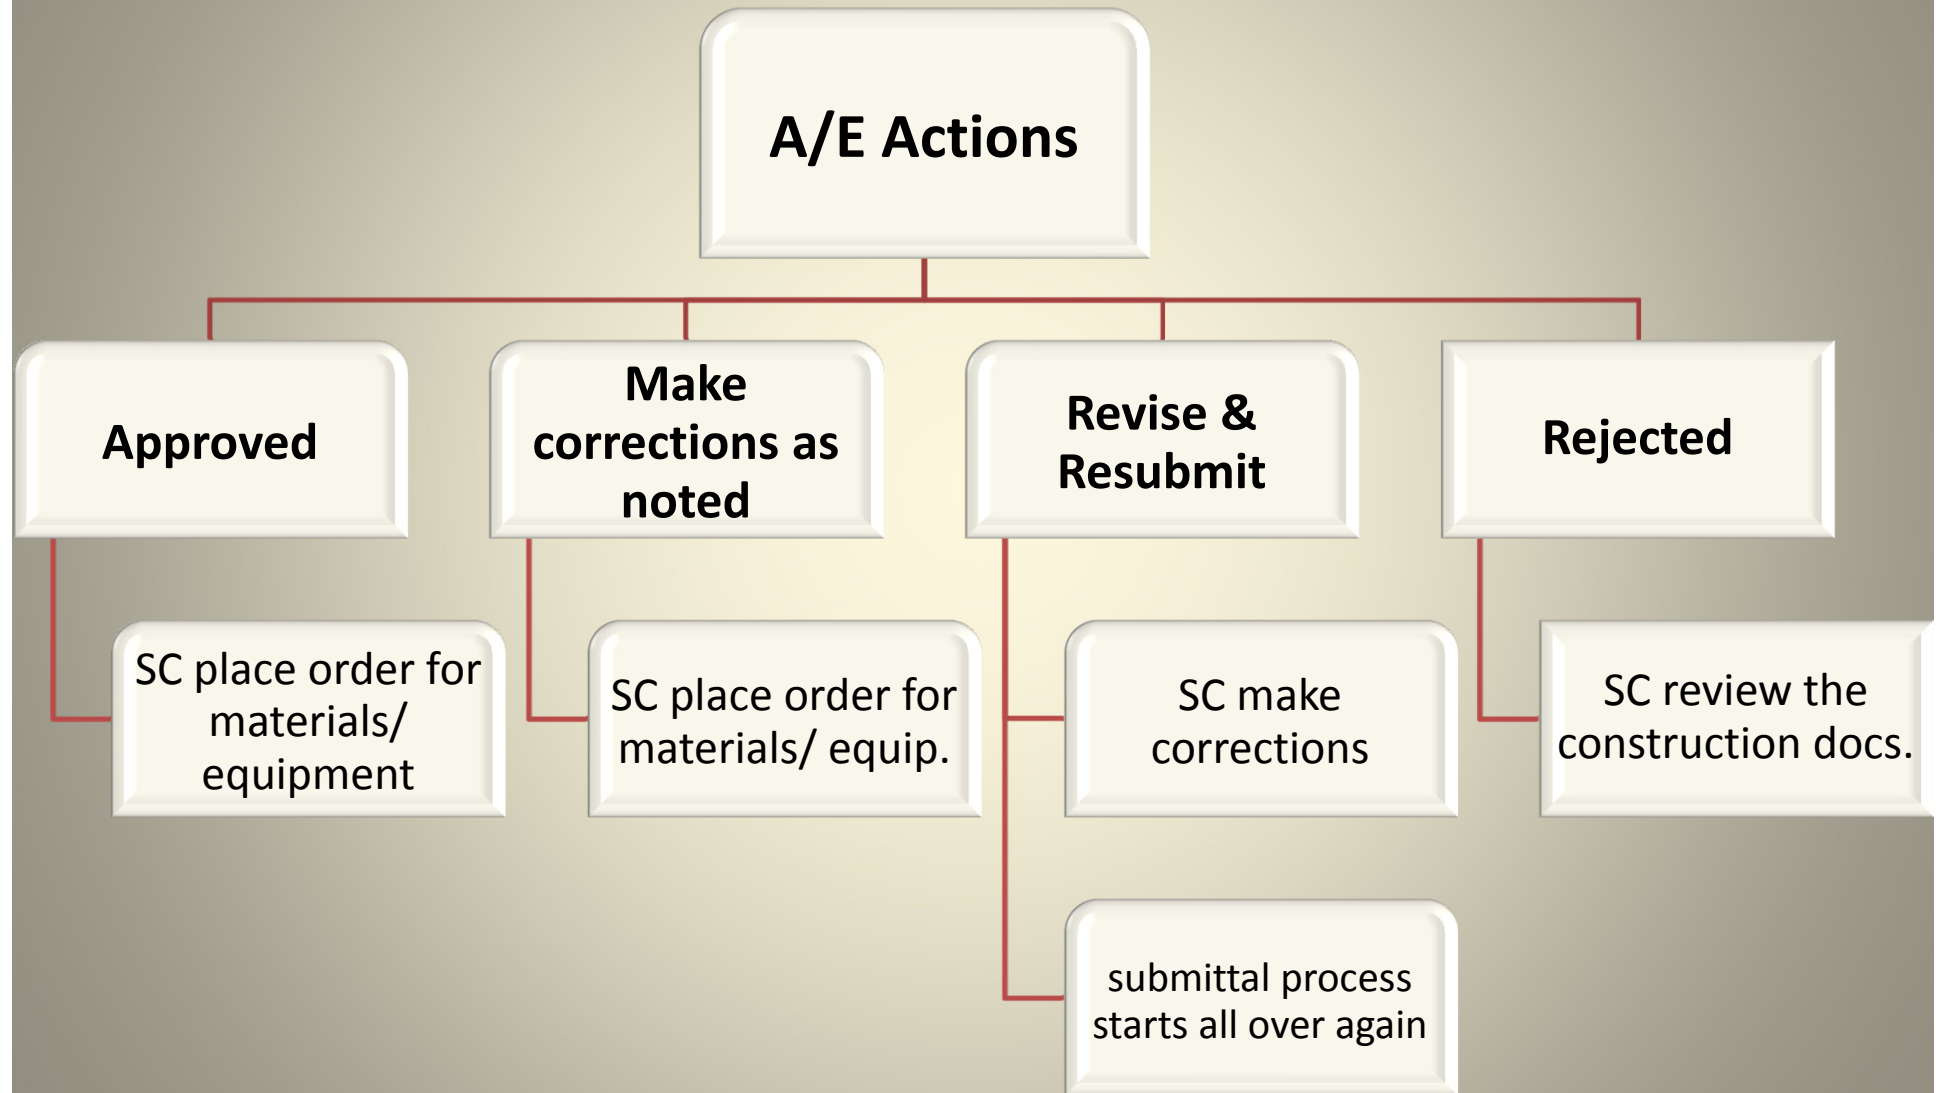 A/E Actions
Approved
Make
corrections as
noted
Revise &
Resubmit
Rejected
SC place order for
materials/
equipment
SC place order for
materials/ equip.
SC make
corrections
SC review the
construction docs.
submittal process
starts all over again